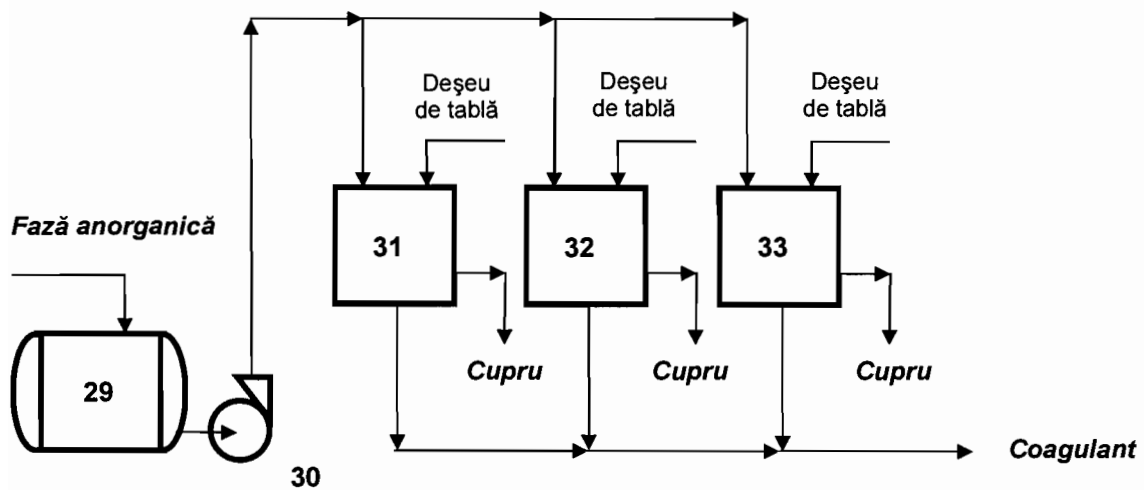 Deşeu
de tablă
Deşeu
de tablă
Deşeu
de tablă
Fază anorganică
31
32
33
Cupru
Cupru
Cupru
29
30
Coagulant